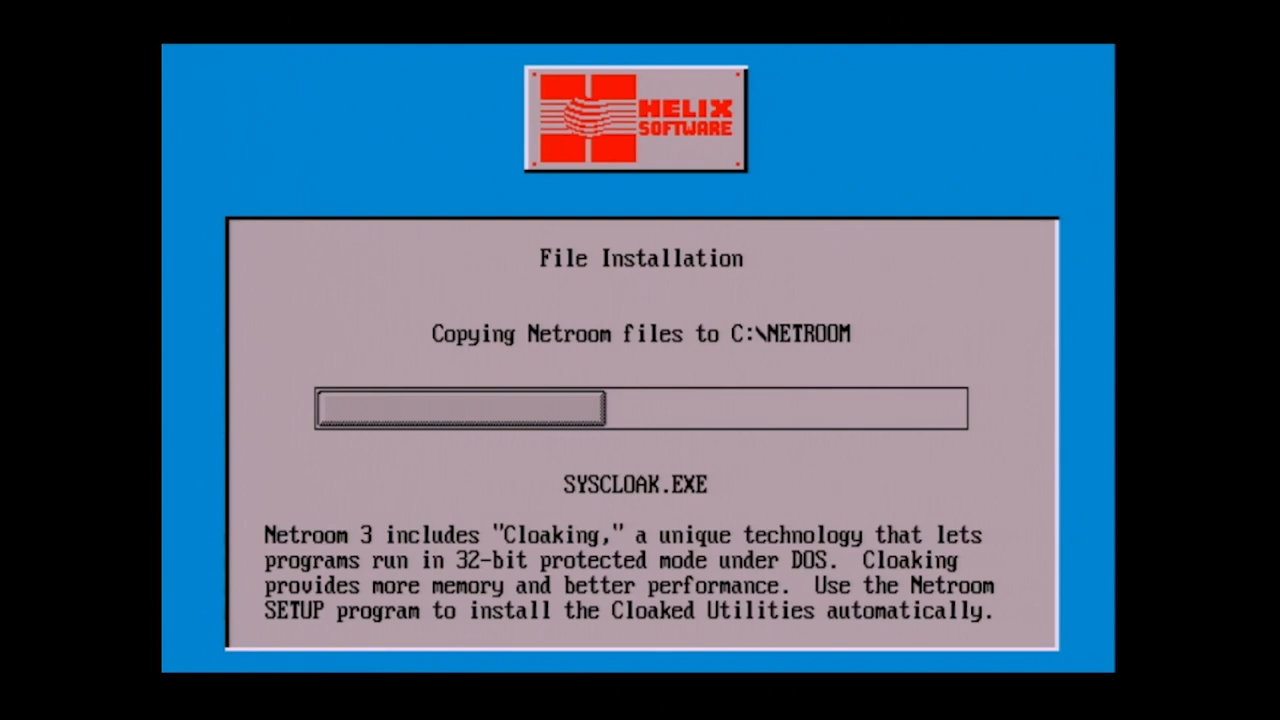 HELIX
SOFTWARE
File Installation
Copying Netroom files to C:\NETROOM
SYSCLOAK.EXE
Netroom 3 includes "Cloaking," a unique technology that lets
programs run in 32-bit protected mode under DOS.  Cloaking
provides more memory and better performance.  Use the Netroom
SETUP program to install the Cloaked Utilities automatically.